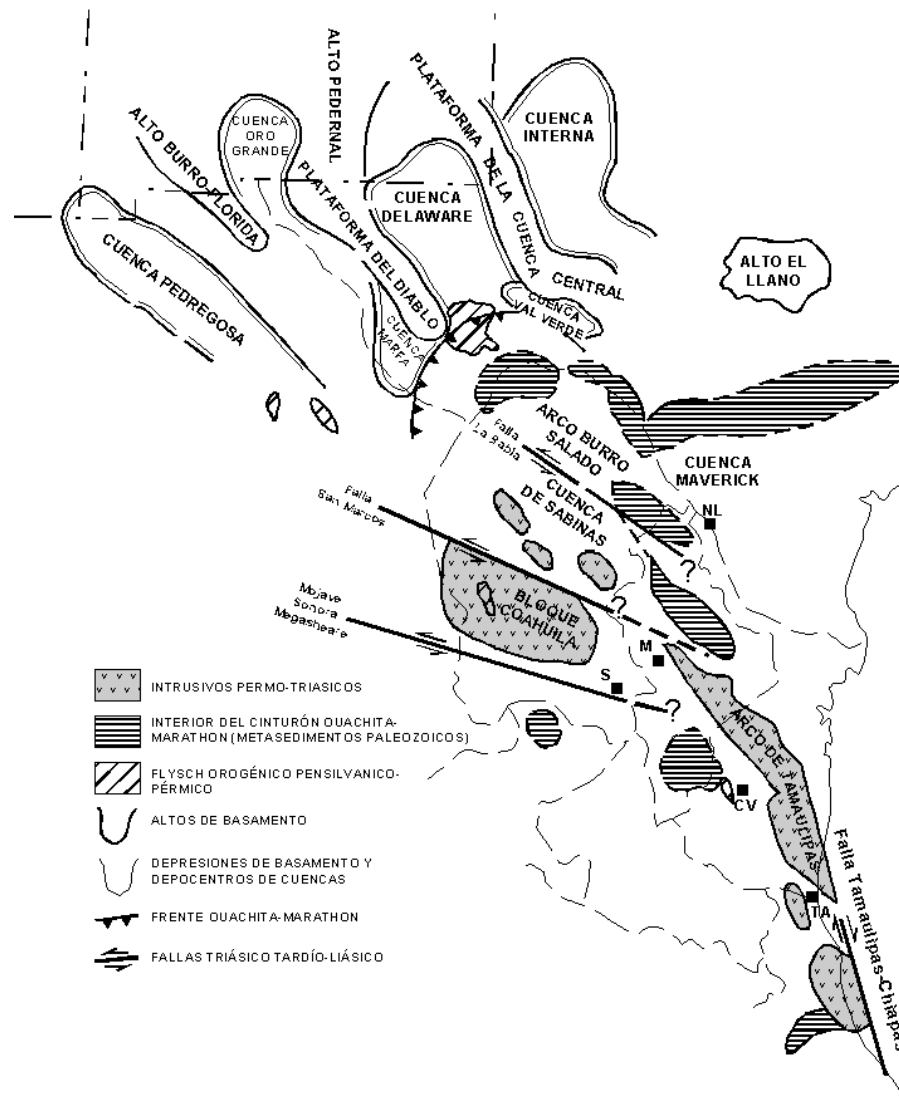 ALTO PEDERNAL
PLATAFORMA DE LA CUENCA CENTRAL
CUENCA
INTERNA
CUENCA
ORO
GRANDE
ALTO BURRO-FLORIDA
PLATAFORMA DEL DIABLO
CUENCA
DELAWARE
CUENCA PEDREGOSA
ALTO EL
LLANO
CUENCA
VAL VERDE
CUENCA
MARFA
ARCO BURRO
SALADO
Falla
La Babia
CUENCA
MAVERICK
CUENCA
DE SABINAS
NL
Falla
San Marcos
?
BLOQUE
COAHUILA
?
Mojave
Sonora
Megasheare
M
S
?
ARCO DE TAMAULIPAS
CV
TA
Falla Tamaulipas-Chiapas
INTRUSIVOS PERMO-TRIASICOS
INTERIOR DEL CINTURÓN OUACHITA-
MARATHON (METASEDIMENTOS PALEOZOICOS)
FLYSCH OROGÉNICO PENSILVANICO-
PÉRMICO
ALTOS DE BASAMENTO
DEPRESIONES DE BASAMENTO Y
DEPOCENTROS DE CUENCAS
FRENTE OUACHITA-MARATHON
FALLAS TRIÁSICO TARDÍO-LIÁSICO